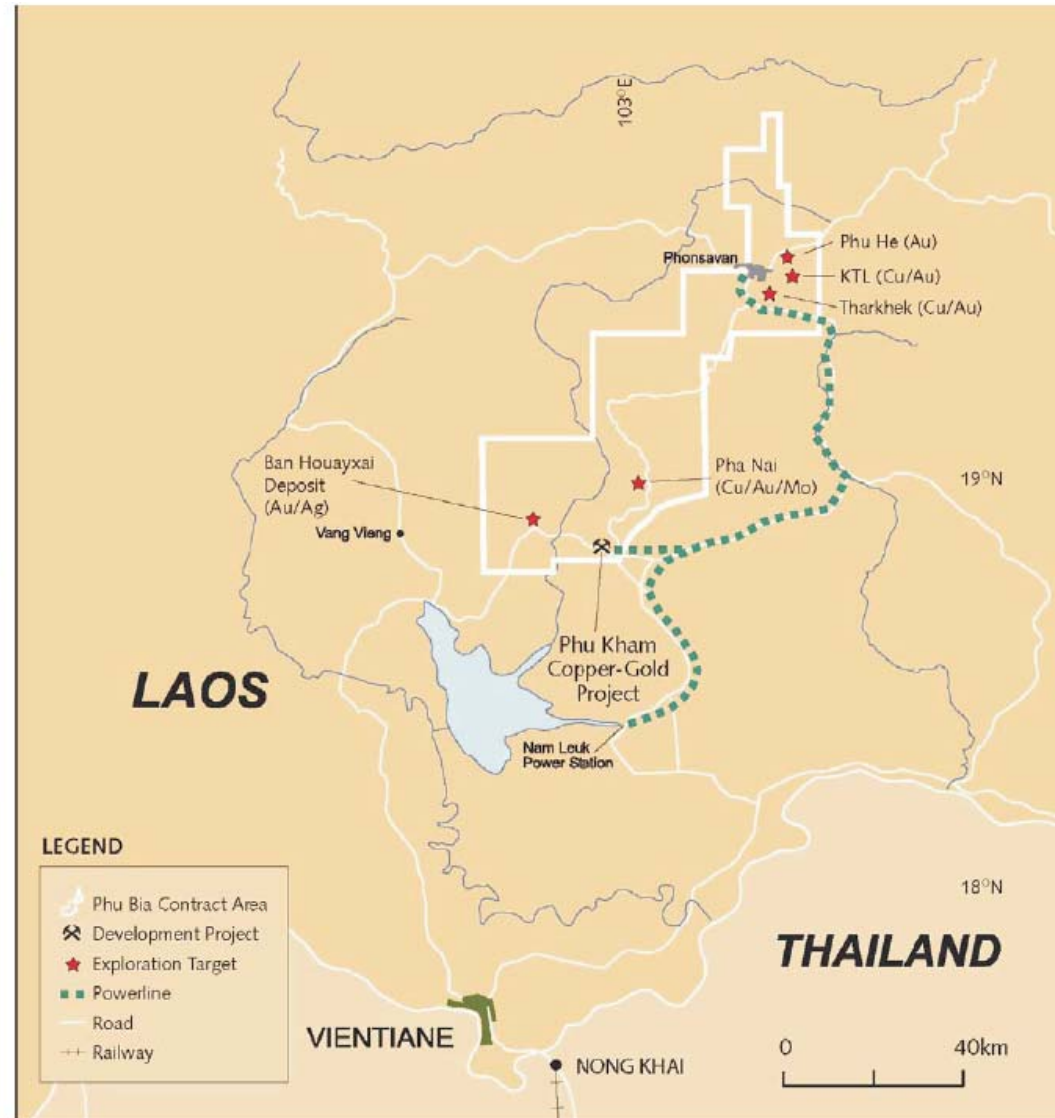 103°E
Phu He (Au)
Phonsavan
KTL (Cu/Au)
Tharkhek (Cu/Au)
Ban Houayxai
Deposit
(Au/Ag)
Pha Nai
(Cu/Au/Mo)
19°N
Vang Vieng
Phu Kham
Copper-Gold
Project
LAOS
Nam Leuk
Power Station
LEGEND
Phu Bia Contract Area
Development Project
Exploration Target
Powerline
Road
Railway
18°N
THAILAND
VIENTIANE
NONG KHAI
0 40km